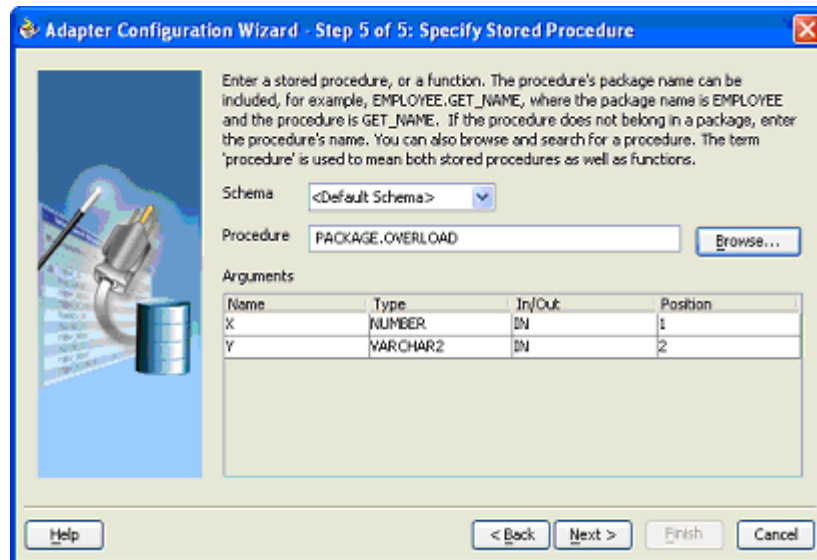 Adapter Configuration Wizard - Step 5 of 5: Specify Stored Procedure
Enter a stored procedure, or a function. The procedure's package name can be
included, for example, EMPLOYEE.GET_NAME, where the package name is EMPLOYEE
and the procedure is GET_NAME. If the procedure does not belong in a package, enter
the procedure's name. You can also browse and search for a procedure. The term
'procedure' is used to mean both stored procedures as well as functions.
Schema <Default Schema>
Procedure PACKAGE.OVERLOAD Browse...
Arguments
Name Type In/Out Position
X NUMBER IN 1
Y VARCHAR2 IN 2
Help < Back Next > Finish Cancel